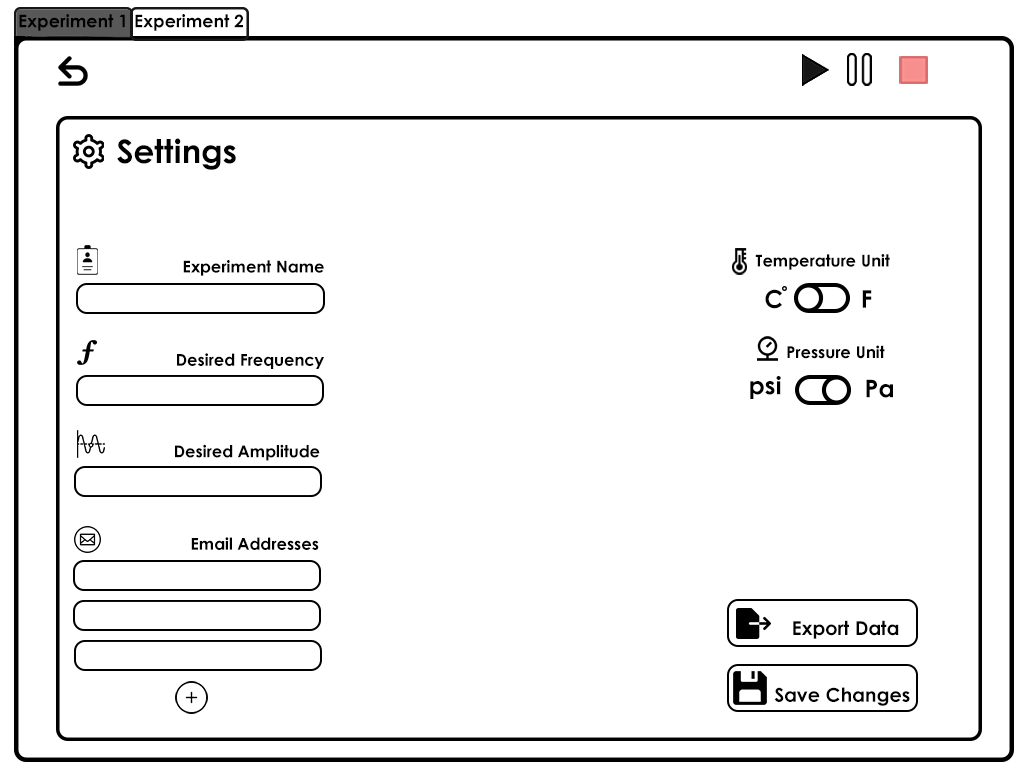 Experiment 1
Experiment 2
Settings
Experiment Name
Temperature Unit
C° F
Desired Frequency
Pressure Unit
psi Pa
Desired Amplitude
Email Addresses
Export Data
Save Changes